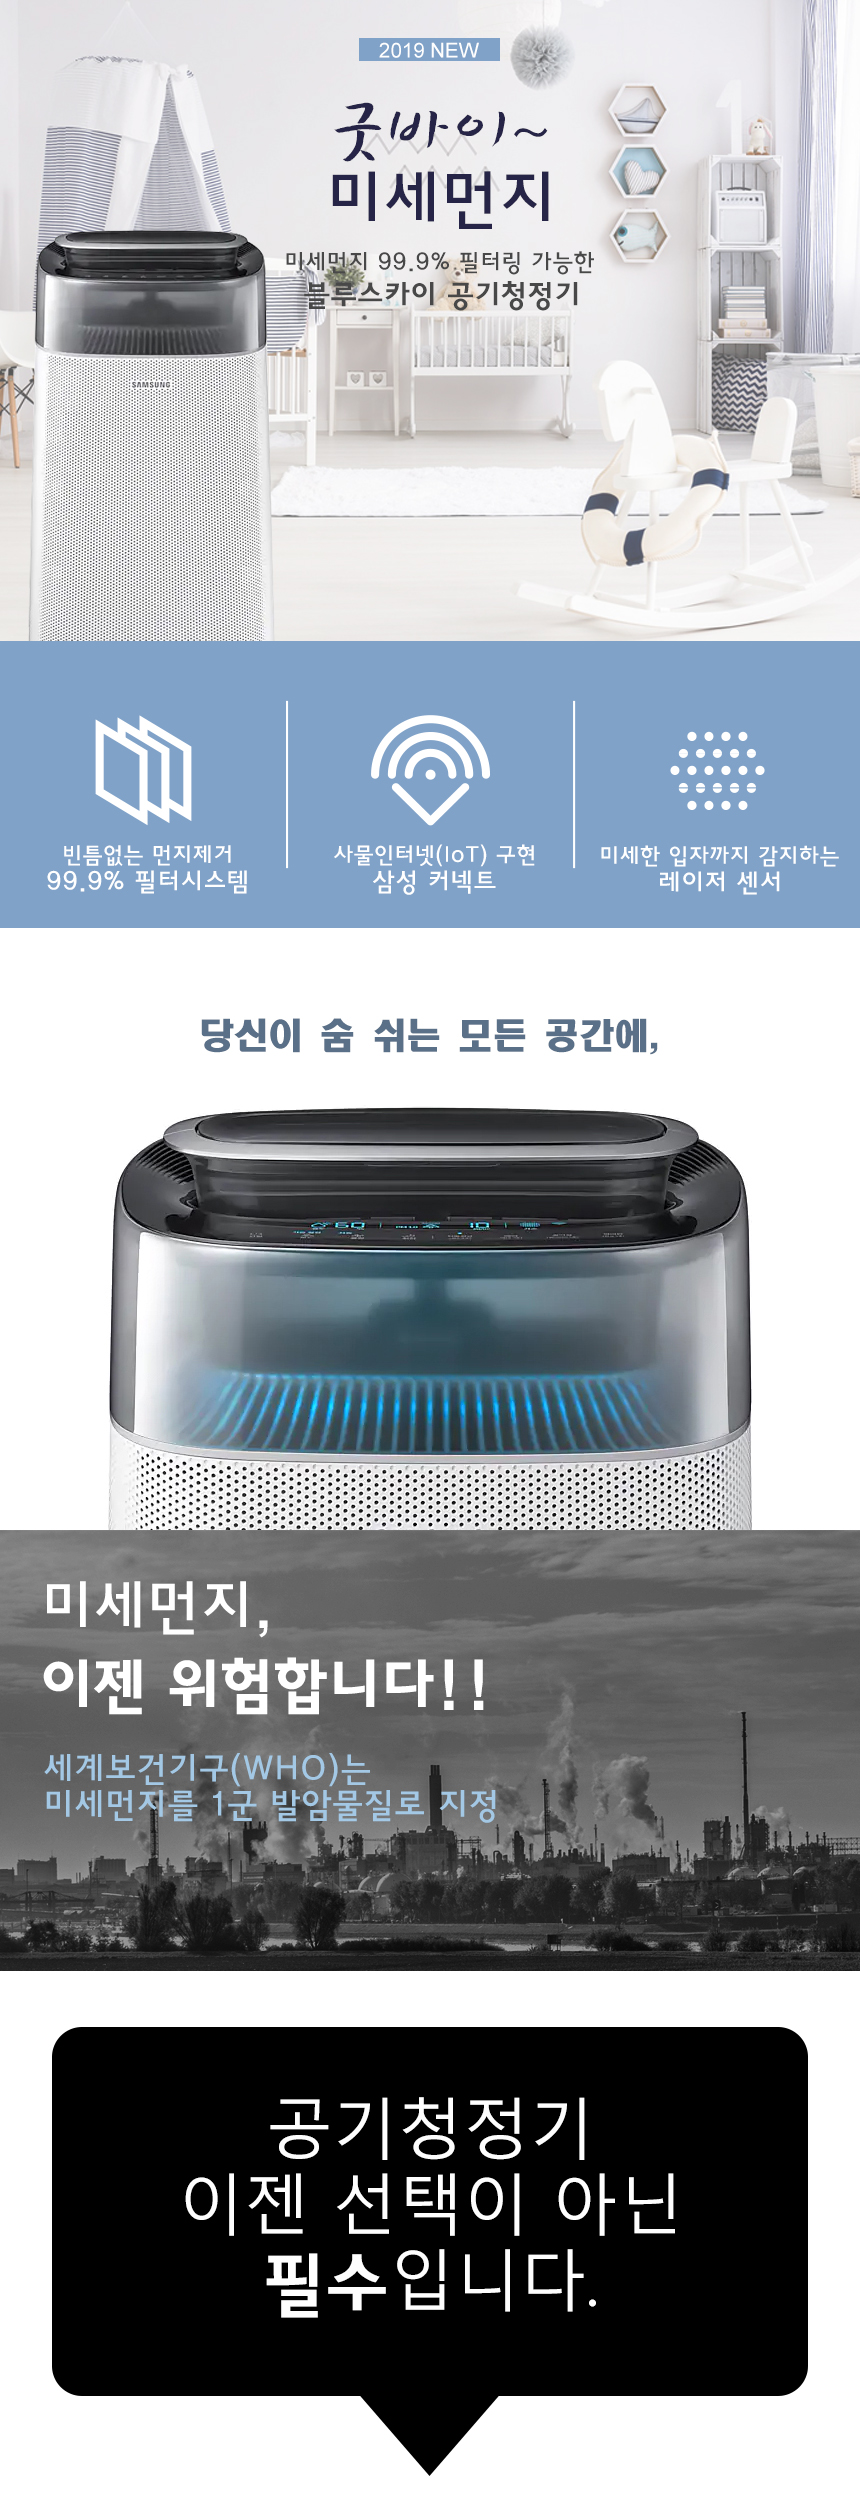 2019 NEW
굿바이~
미세먼지
미세먼지 99.9% 필터링 가능한
블루스카이 공기청정기
SAMSUNG
빈틈없는 먼지제거
99.9% 필터시스템
사물인터넷(IoT) 구현
삼성 커넥트
미세한 입자까지 감지하는
레이저 센서
당신이 숨 쉬는 모든 공간에,
60
PM10
10
미세먼지,
이젠 위험합니다!!
세계보건기구(WHO)는
미세먼지를 1군 발암물질로 지정
공기청정기
이젠 선택이 아닌
필수입니다.